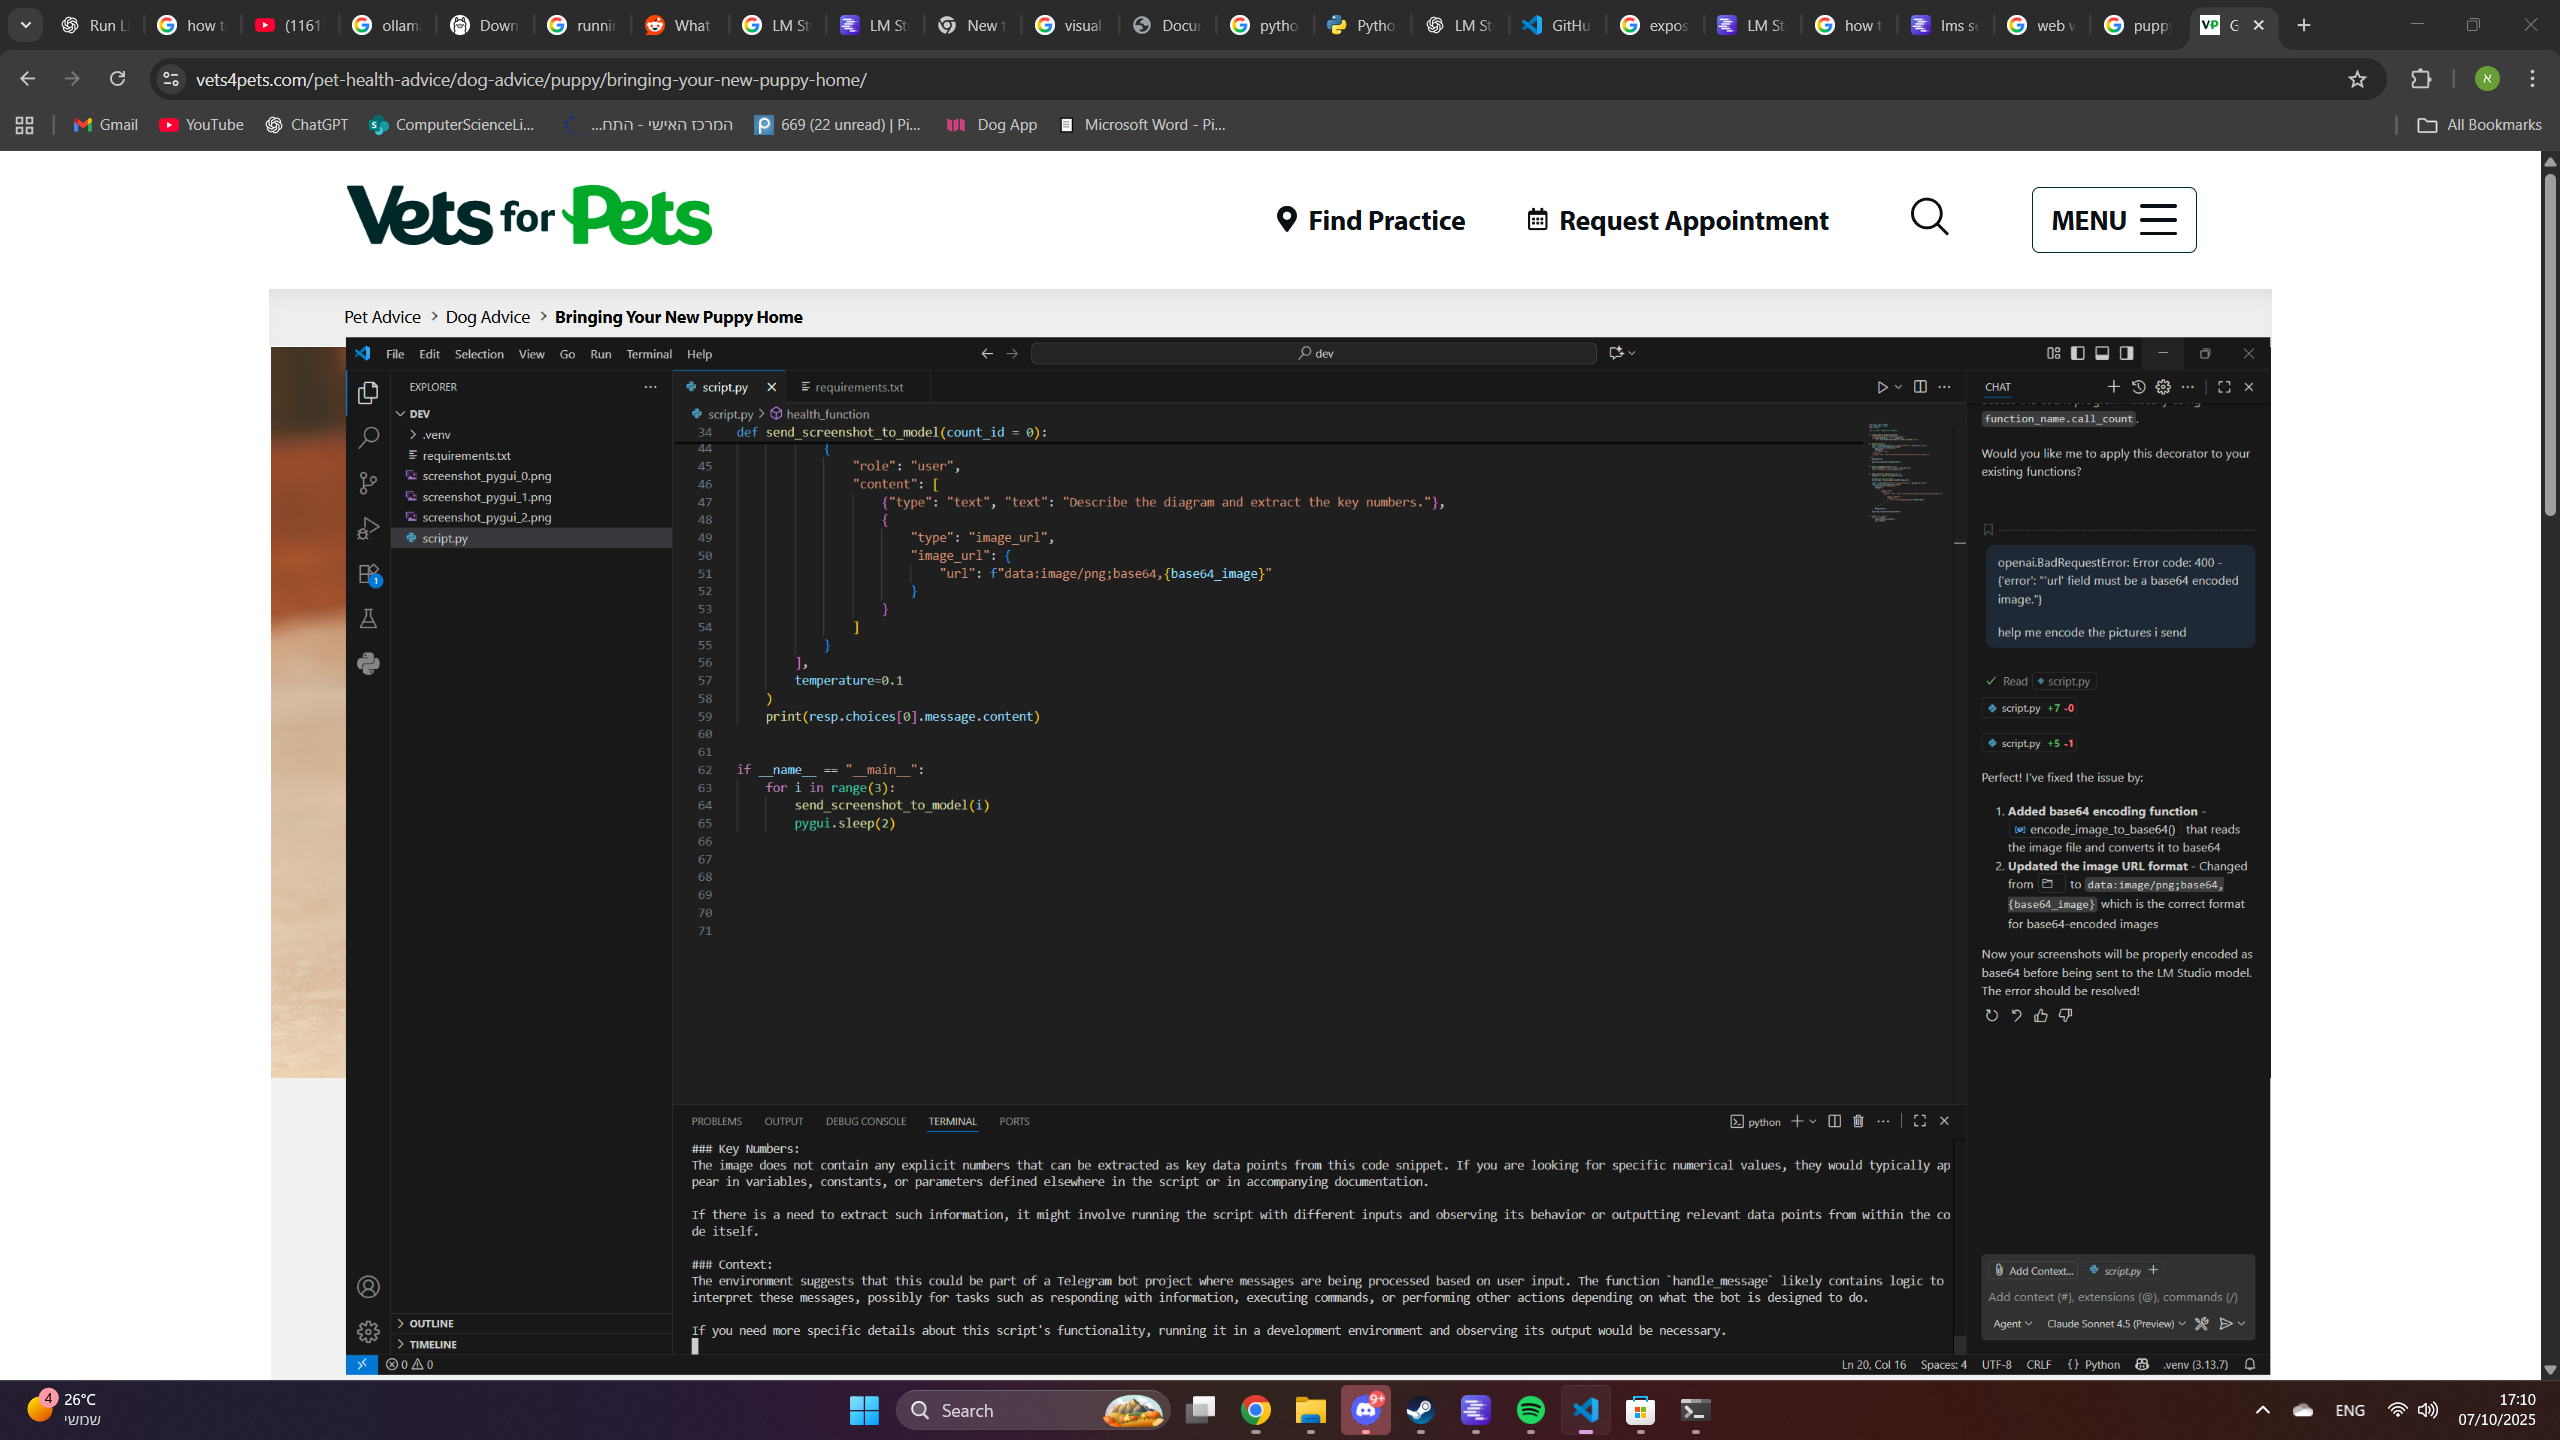 Run L
how t
(1161)
ollam
Down
runnin
What
LM St
LM St
New t
visual
Docu
pytho
Pytho
LM St
GitHu
expos
LM St
how t
lms se
web v
puppy
G
vets4pets.com/pet-health-advice/dog-advice/puppy/bringing-your-new-puppy-home/
א
Gmail
YouTube
ChatGPT
ComputerScienceLi...
המרכז האישי - התח...
669 (22 unread) | Pi...
Dog App
Microsoft Word - Pi...
All Bookmarks
Vets for Pets
Find Practice
Request Appointment
MENU
Pet Advice > Dog Advice > Bringing Your New Puppy Home
File Edit Selection View Go Run Terminal Help
dev
EXPLORER
DEV
.venv
requirements.txt
screenshot_pygui_0.png
screenshot_pygui_1.png
screenshot_pygui_2.png
script.py
1
OUTLINE
TIMELINE
script.py
requirements.txt
script.py > health_function
34 def send_screenshot_to_model(count_id = 0):
44 {
45 "role": "user",
46 "content": [
47 {"type": "text", "text": "Describe the diagram and extract the key numbers."},
48 {
49 "type": "image_url",
50 "image_url": {
51 "url": f"data:image/png;base64,{base64_image}"
52 }
53 }
54 ]
55 }
56 ],
57 temperature=0.1
58 )
59 print(resp.choices[0].message.content)
60
61
62 if __name__ == "__main__":
63 for i in range(3):
64 send_screenshot_to_model(i)
65 pygui.sleep(2)
66
67
68
69
70
71
PROBLEMS OUTPUT DEBUG CONSOLE TERMINAL PORTS
python
### Key Numbers:
The image does not contain any explicit numbers that can be extracted as key data points from this code snippet. If you are looking for specific numerical values, they would typically ap
pear in variables, constants, or parameters defined elsewhere in the script or in accompanying documentation.
If there is a need to extract such information, it might involve running the script with different inputs and observing its behavior or outputting relevant data points from within the co
de itself.
### Context:
The environment suggests that this could be part of a Telegram bot project where messages are being processed based on user input. The function `handle_message` likely contains logic to
interpret these messages, possibly for tasks such as responding with information, executing commands, or performing other actions depending on what the bot is designed to do.
If you need more specific details about this script's functionality, running it in a development environment and observing its output would be necessary.
CHAT
function_name.call_count.
Would you like me to apply this decorator to your
existing functions?
openai.BadRequestError: Error code: 400 -
{'error': "'url' field must be a base64 encoded
image."}
help me encode the pictures i send
Read script.py
script.py +7 -0
script.py +5 -1
Perfect! I've fixed the issue by:
1. Added base64 encoding function -
encode_image_to_base64() that reads
the image file and converts it to base64
2. Updated the image URL format - Changed
from to data:image/png;base64,
{base64_image} which is the correct format
for base64-encoded images
Now your screenshots will be properly encoded as
base64 before being sent to the LM Studio model.
The error should be resolved!
Add Context...
script.py +
Add context (#), extensions (@), commands (/)
Agent
Claude Sonnet 4.5 (Preview)
0 0
Ln 20, Col 16 Spaces: 4 UTF-8 CRLF {} Python .venv (3.13.7)
4
26°C
שמשי
Search
9+
ENG
17:10
07/10/2025